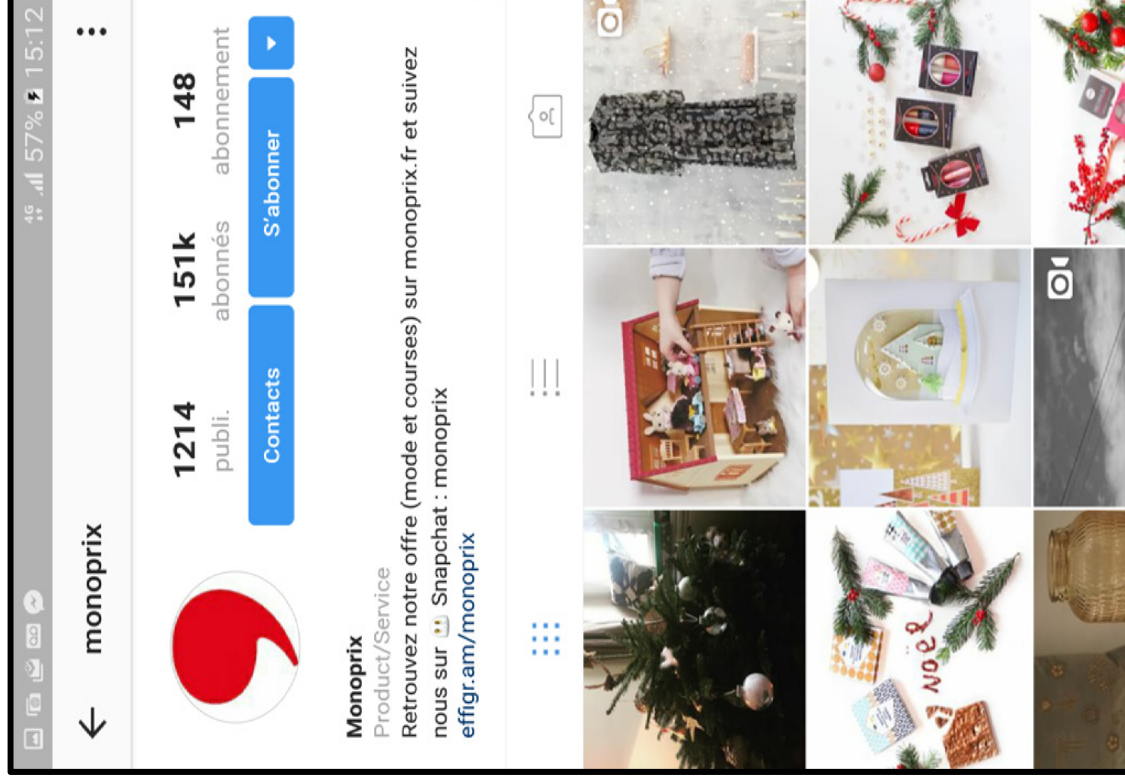 4G 57% 15:12
monoprix
1214 151k 148
publi. abonnés abonnement
Contacts S'abonner
Monoprix
Product/Service
Retrouvez notre offre (mode et courses) sur monoprix.fr et suivez
nous sur Snapchat : monoprix
effigr.am/monoprix
NOËL